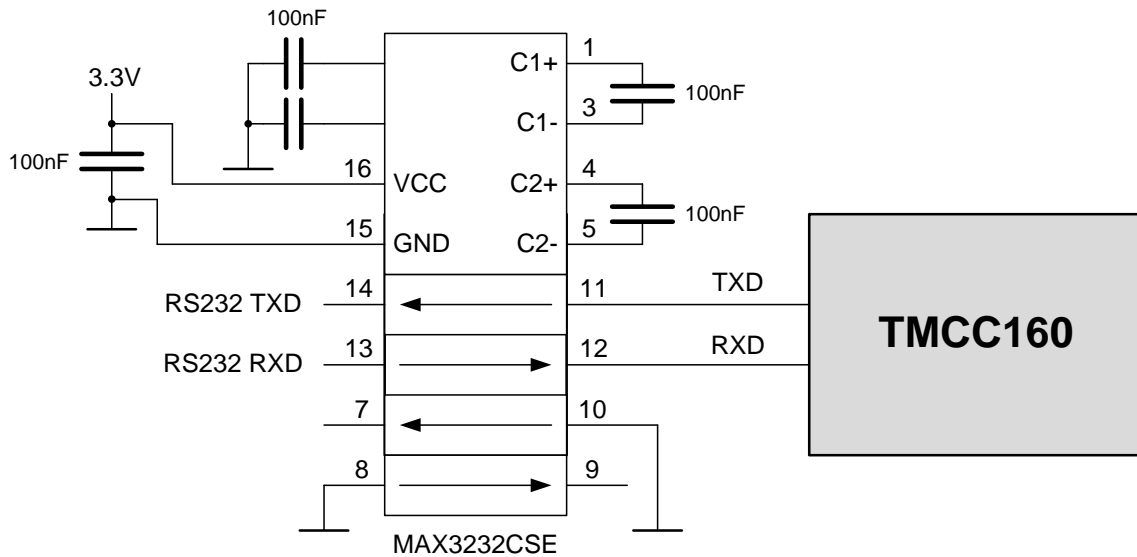 100nF
1
C1+
3.3V
100nF
3
C1-
100nF
16
VCC
C2+
4
100nF
15
GND
C2-
5
RS232 TXD
14
11
TXD
TMCC160
RS232 RXD
13
12
RXD
7
10
8
9
MAX3232CSE